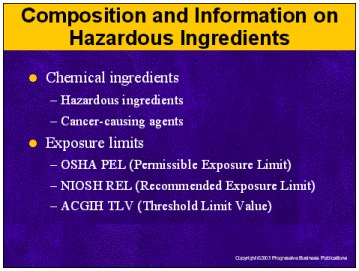 Composition and Information on
Hazardous Ingredients
Chemical ingredients
– Hazardous ingredients
– Cancer-causing agents
Exposure limits
– OSHA PEL (Permissible Exposure Limit)
– NIOSH REL (Recommended Exposure Limit)
– ACGIH TLV (Threshold Limit Value)
Copyright ©2003 Progressive Business Publications